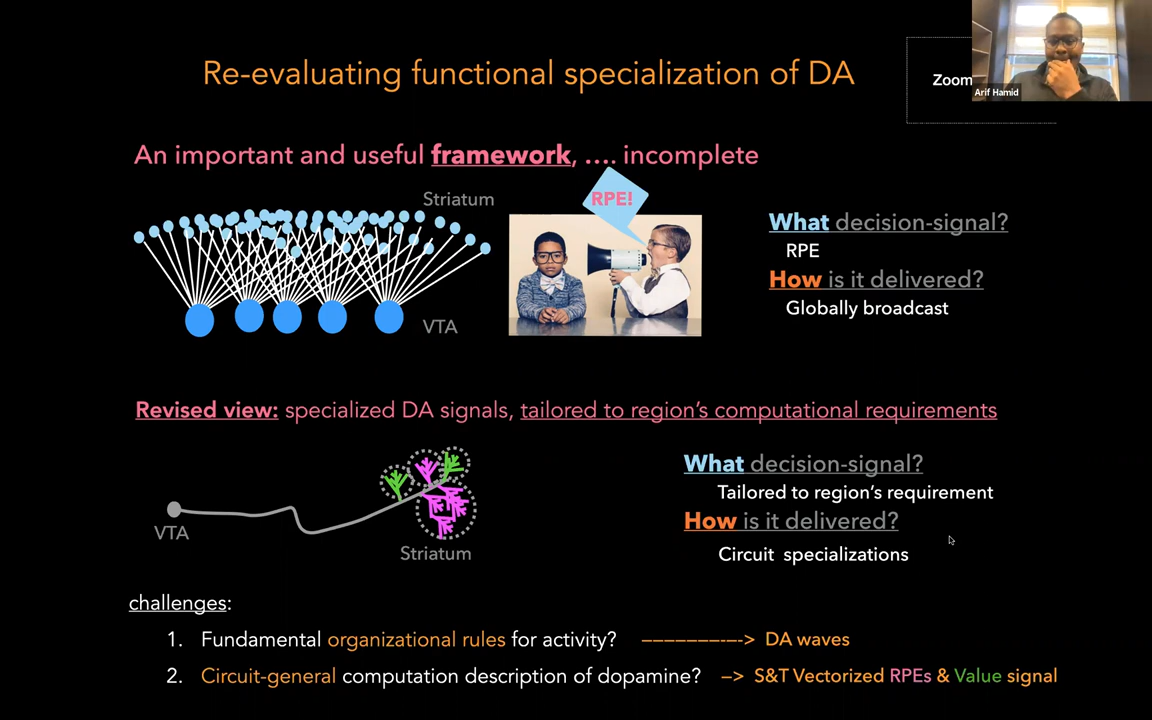 Re-evaluating functional specialization of DA
Zoom
Arif Hamid
An important and useful framework, .... incomplete
Striatum
RPE!
VTA
What decision-signal?
RPE
How is it delivered?
Globally broadcast
Revised view: specialized DA signals, tailored to region's computational requirements
VTA
Striatum
What decision-signal?
Tailored to region's requirement
How is it delivered?
Circuit specializations
challenges:
1. Fundamental organizational rules for activity? —————–—-> DA waves
2. Circuit-general computation description of dopamine? —> S&T Vectorized RPEs & Value signal